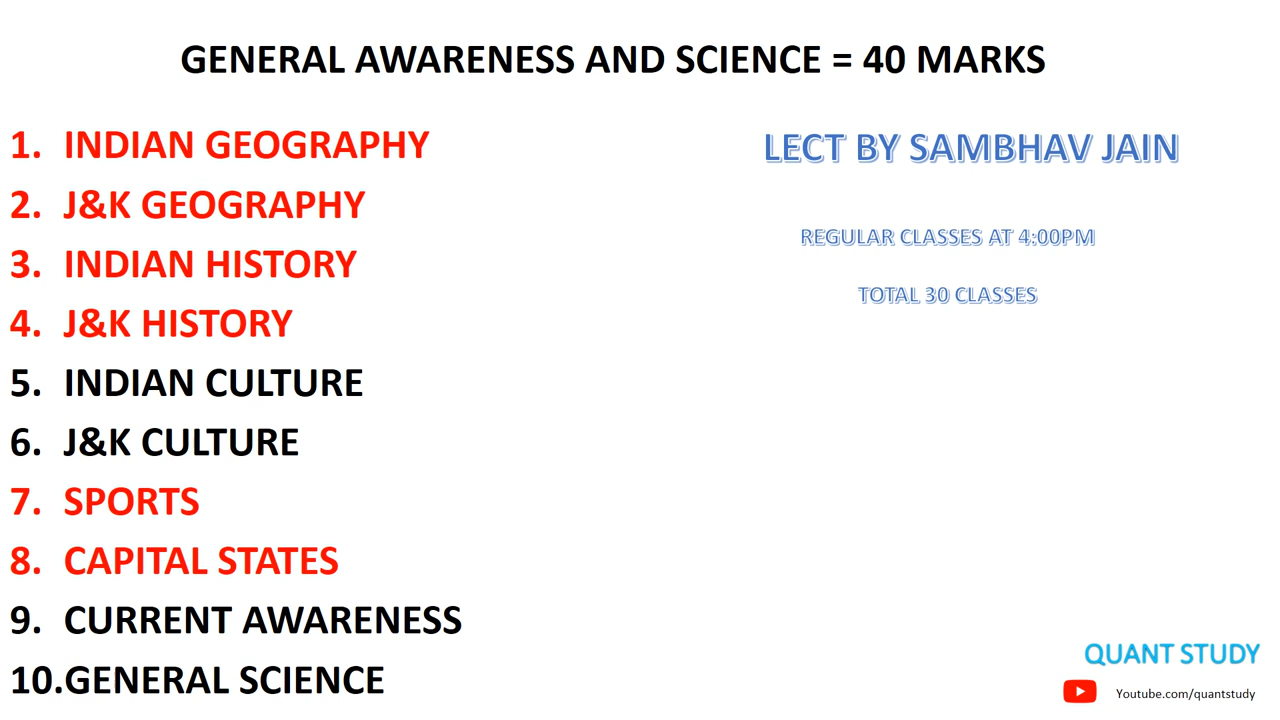 GENERAL AWARENESS AND SCIENCE = 40 MARKS
1. INDIAN GEOGRAPHY
2. J&K GEOGRAPHY
3. INDIAN HISTORY
4. J&K HISTORY
5. INDIAN CULTURE
6. J&K CULTURE
7. SPORTS
8. CAPITAL STATES
9. CURRENT AWARENESS
10.GENERAL SCIENCE
LECT BY SAMBHAV JAIN
REGULAR CLASSES AT 4:00PM
TOTAL 30 CLASSES
QUANT STUDY
Youtube.com/quantstudy